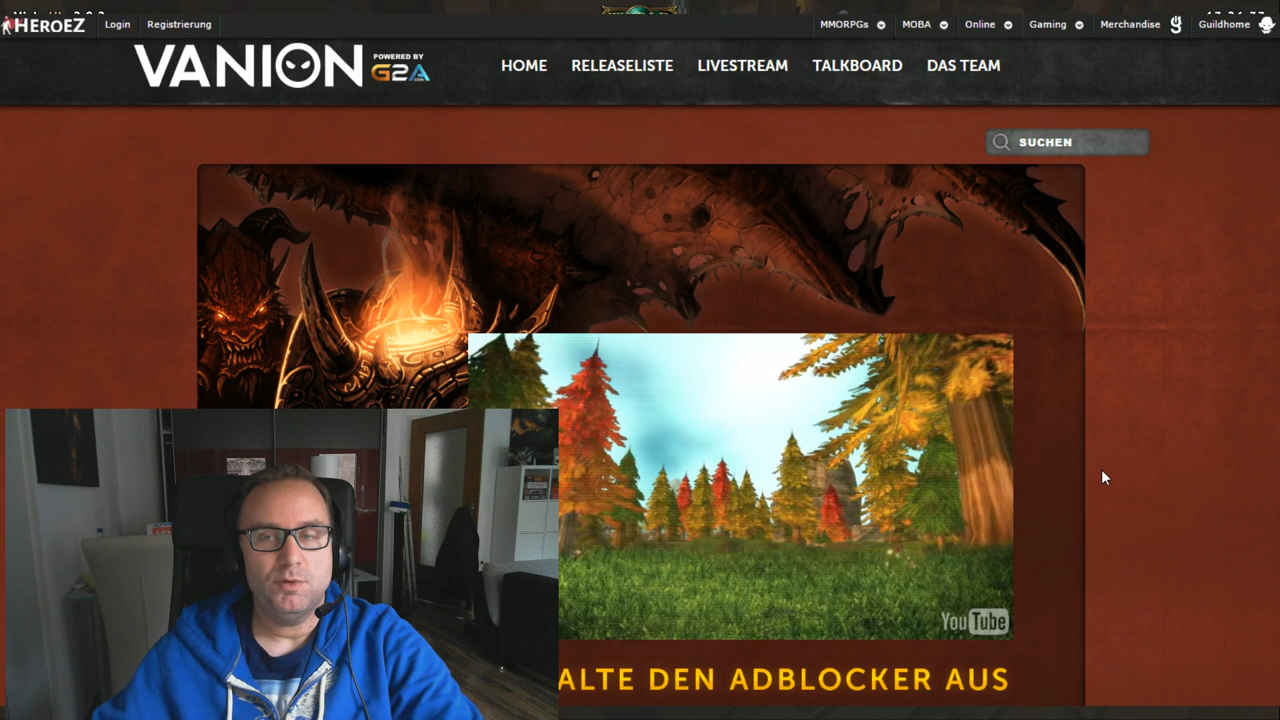 HEROEZ Login Registrierung MMORPGs MOBA Online Gaming Merchandise Guildhome
VANION POWERED BY G2A.COM HOME RELEASELISTE LIVESTREAM TALKBOARD DAS TEAM
SUCHEN
YouTube
ALTE DEN ADBLOCKER AUS